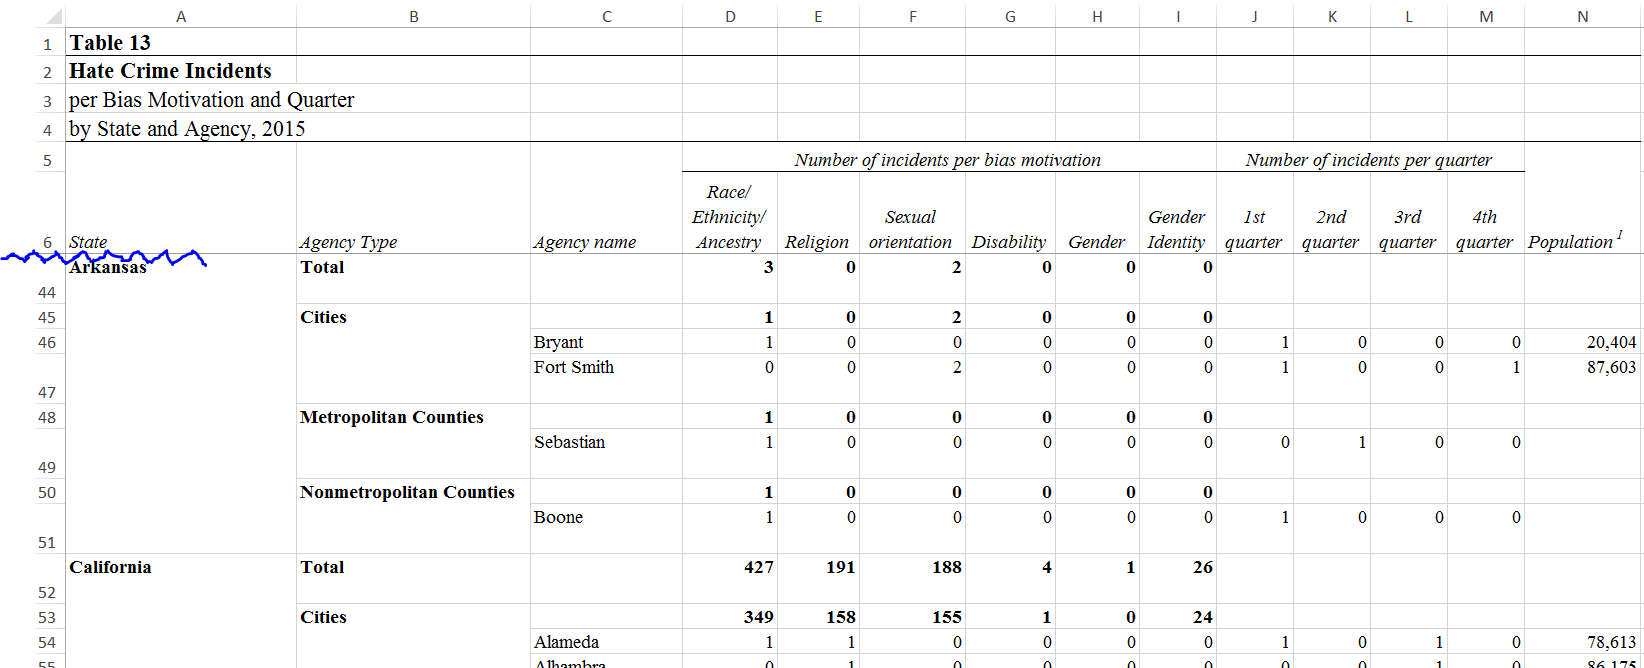 A B C D E F G H I J K L M N
1 Table 13
2 Hate Crime Incidents
3 per Bias Motivation and Quarter
4 by State and Agency, 2015
5 Number of incidents per bias motivation Number of incidents per quarter
6 State Agency Type Agency name Race/ Ethnicity/ Ancestry Religion Sexual orientation Disability Gender Gender Identity 1st quarter 2nd quarter 3rd quarter 4th quarter Population 1
44 Arkansas Total 3 0 2 0 0 0
45 Cities 1 0 2 0 0 0
46 Bryant 1 0 0 0 0 0 1 0 0 0 20,404
47 Fort Smith 0 0 2 0 0 0 1 0 0 1 87,603
48 Metropolitan Counties 1 0 0 0 0 0
49 Sebastian 1 0 0 0 0 0 0 1 0 0
50 Nonmetropolitan Counties 1 0 0 0 0 0
51 Boone 1 0 0 0 0 0 1 0 0 0
52 California Total 427 191 188 4 1 26
53 Cities 349 158 155 1 0 24
54 Alameda 1 1 0 0 0 0 1 0 1 0 78,613
55 Alhambra 0 1 0 0 0 0 0 0 1 0 86,175